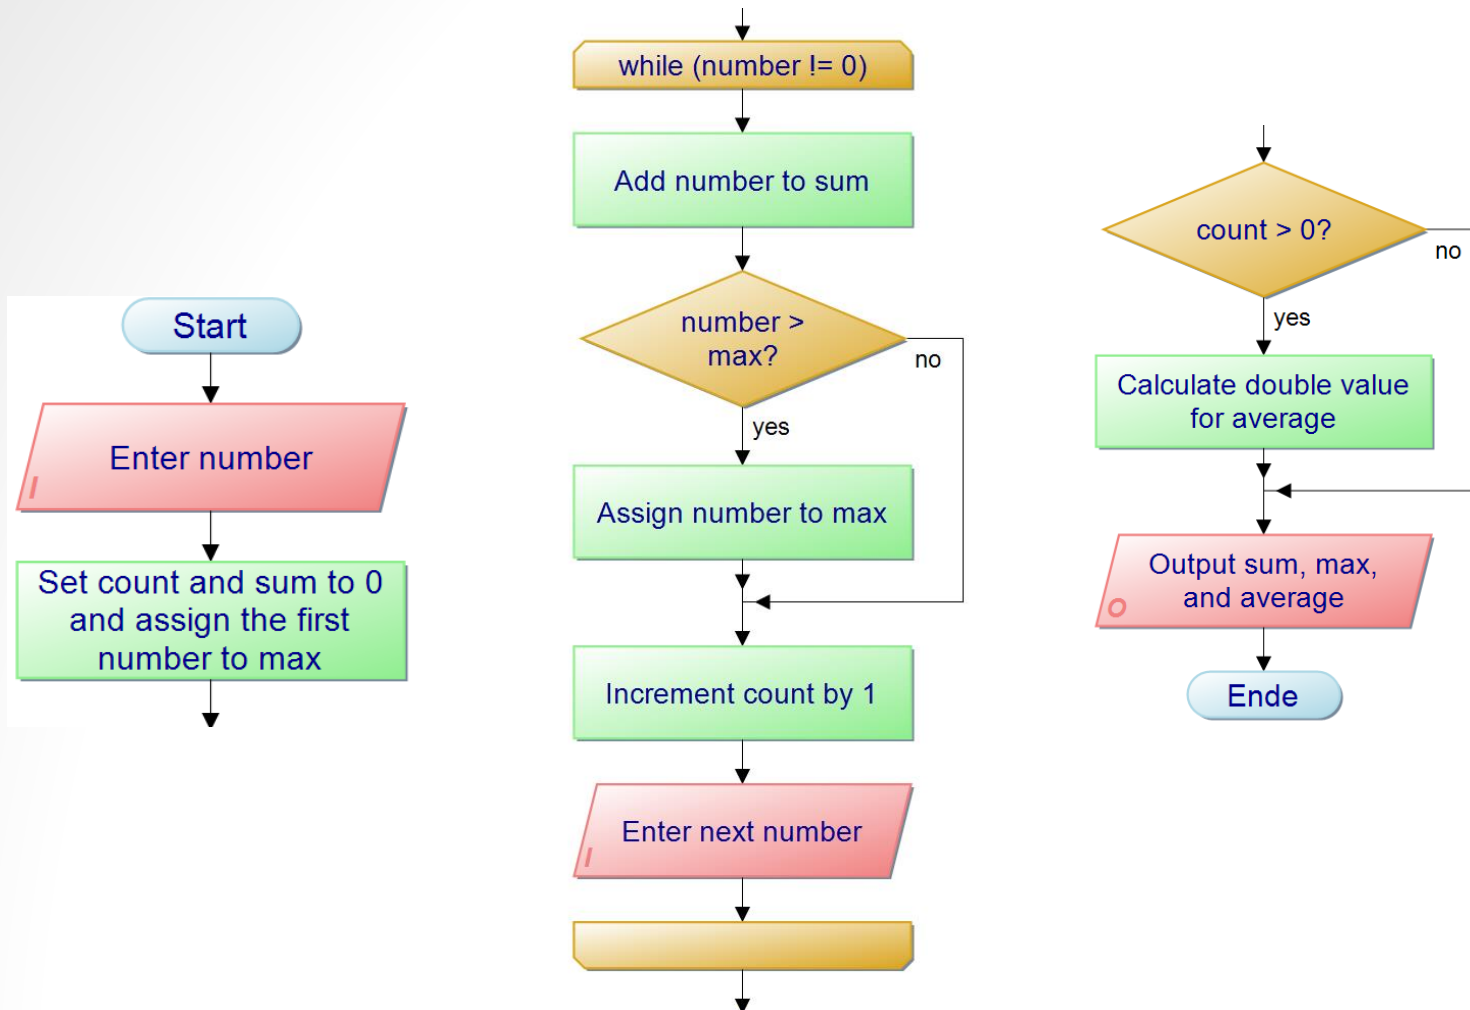 Start
Enter number
I
Set count and sum to 0
and assign the first
number to max
while (number != 0)
Add number to sum
number >
max?
no
yes
Assign number to max
Increment count by 1
Enter next number
I
count > 0?
no
yes
Calculate double value
for average
Output sum, max,
and average
O
Ende